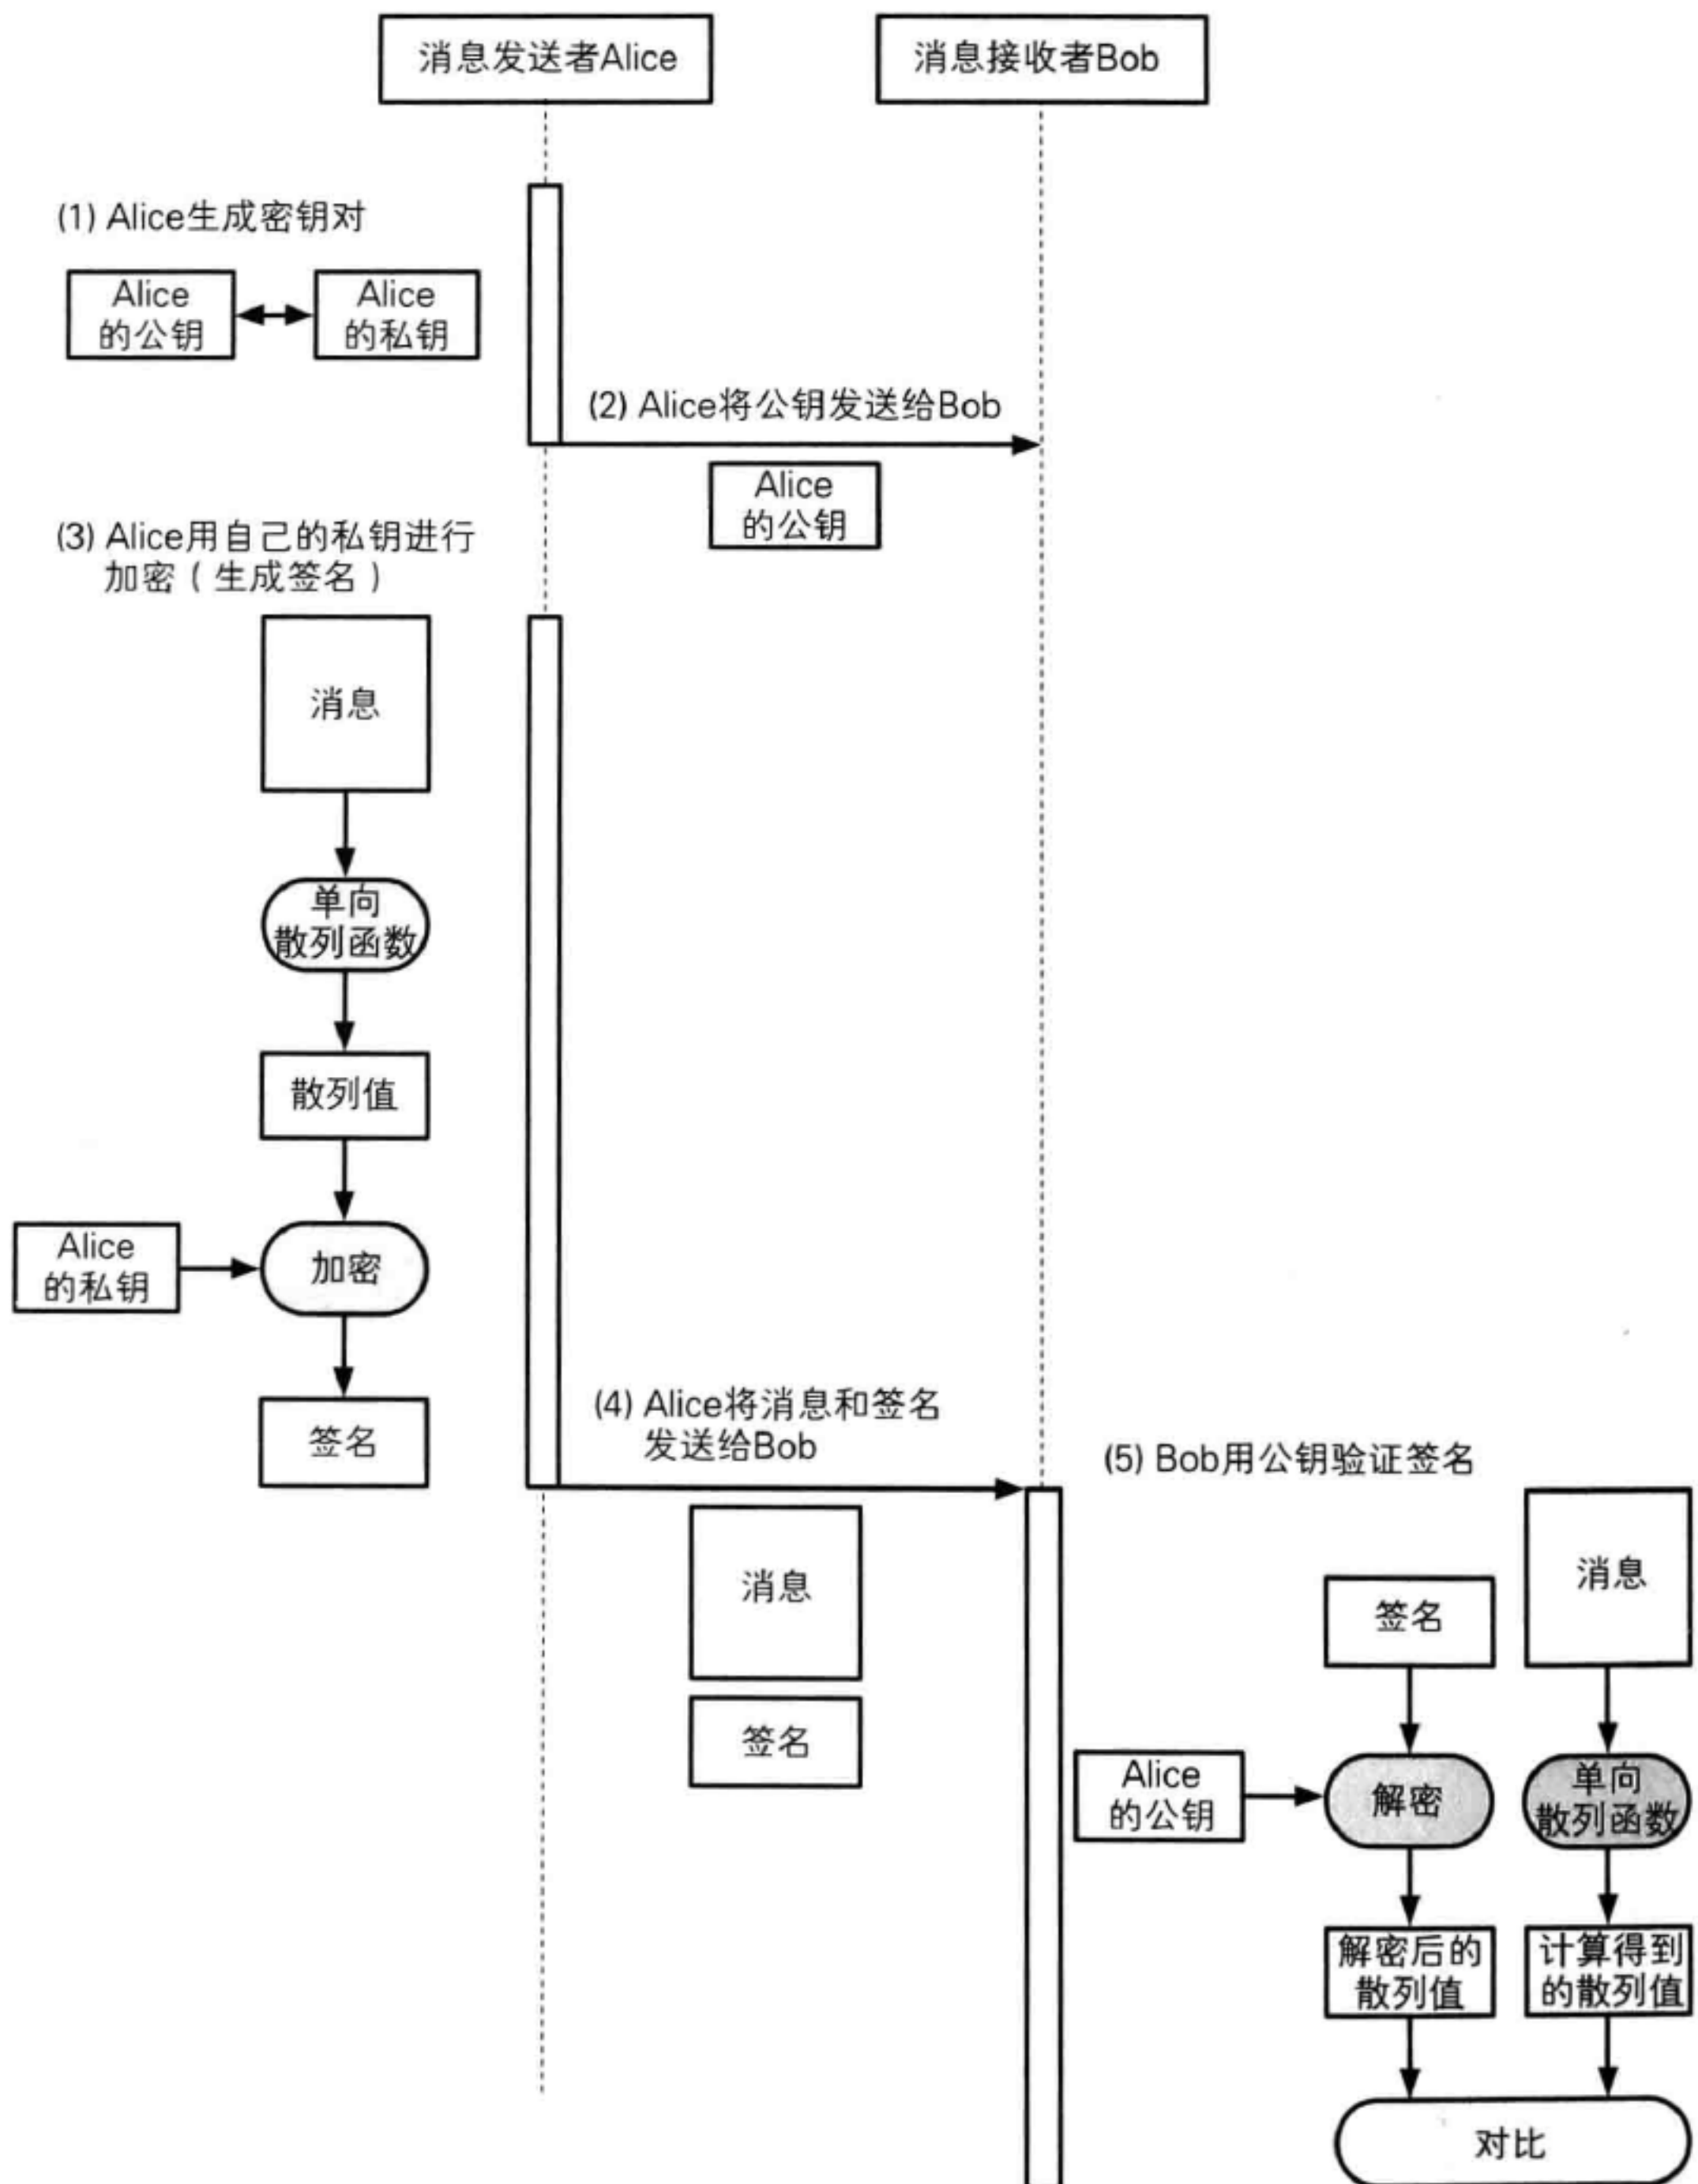 消息发送者Alice
消息接收者Bob
(1) Alice生成密钥对
Alice
的公钥
Alice
的私钥
(2) Alice将公钥发送给Bob
Alice
的公钥
(3) Alice用自己的私钥进行
加密（生成签名）
消息
单向
散列函数
散列值
Alice
的私钥
加密
签名
(4) Alice将消息和签名
发送给Bob
消息
签名
(5) Bob用公钥验证签名
签名
消息
Alice
的公钥
解密
单向
散列函数
解密后的
散列值
计算得到
的散列值
对比